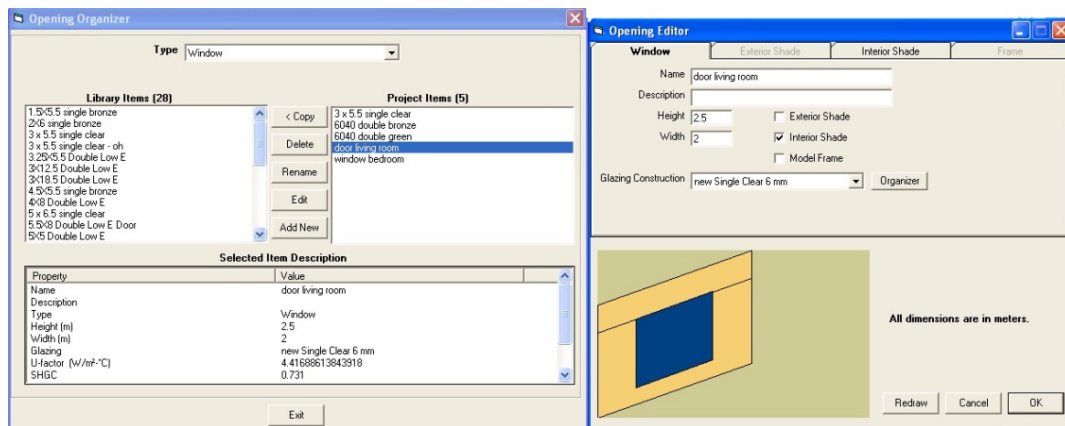 Opening Organizer
Type Window
Library Items (28)
1.5X5.5 single bronze
2X6 single bronze
3 x 5.5 single clear
3 x 5.5 single clear - oh
3.25X5.5 Double Low E
3X12.5 Double Low E
3X18.5 Double Low E
4.5X5.5 single bronze
4X8 Double Low E
5 x 6.5 single clear
5.5X8 Double Low E Door
5X5 Double Low E
< Copy
Delete
Rename
Edit
Add New
Project Items (5)
3 x 5.5 single clear
6040 double bronze
6040 double green
door living room
window bedroom
Selected Item Description
Property Value
Name door living room
Description
Type Window
Height (m) 2.5
Width (m) 2
Glazing new Single Clear 6 mm
U-factor (W/m²-°C) 4.41688613843918
SHGC 0.731
Exit
Opening Editor
Window Exterior Shade Interior Shade Frame
Name door living room
Description
Height 2.5 Exterior Shade
Width 2 Interior Shade
Model Frame
Glazing Construction new Single Clear 6 mm Organizer
All dimensions are in meters.
Redraw Cancel OK